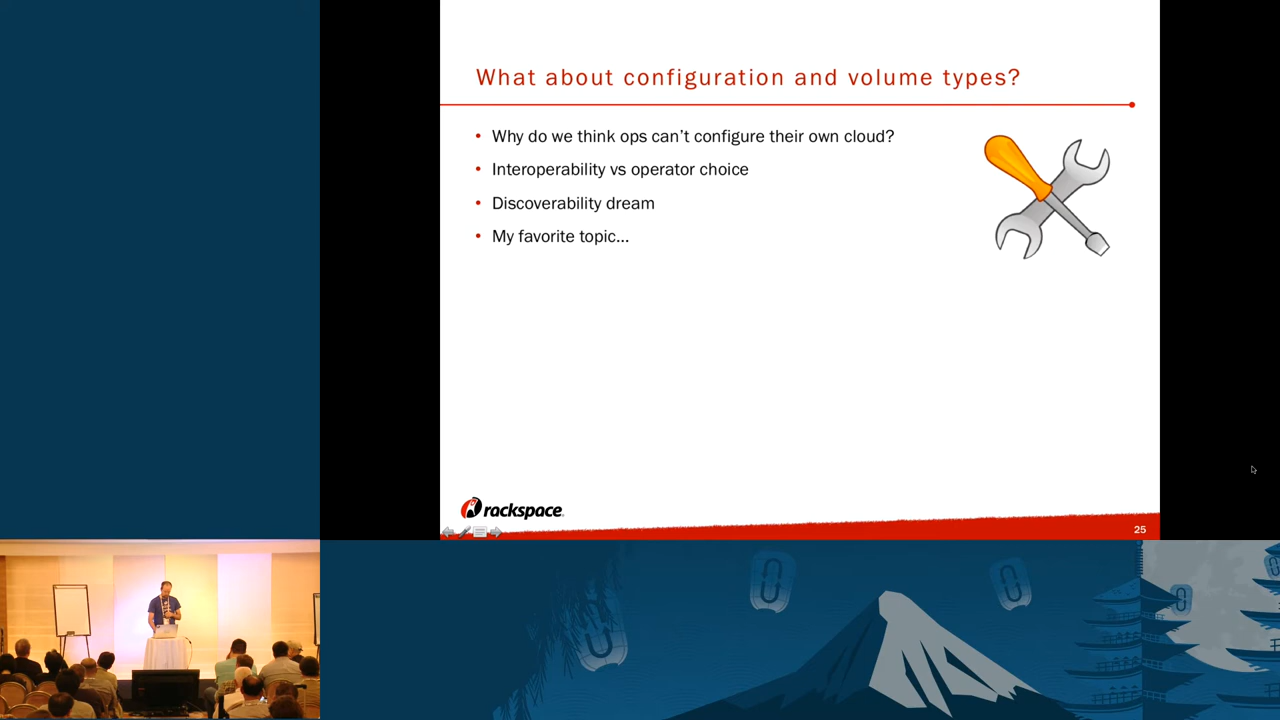 What about configuration and volume types?
• Why do we think ops can't configure their own cloud?
• Interoperability vs operator choice
• Discoverability dream
• My favorite topic...
rackspace.
25